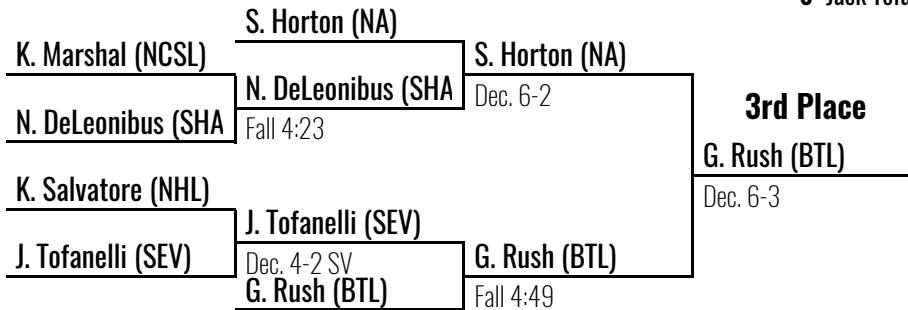 S. Horton (NA)
K. Marshal (NCSL)
S. Horton (NA)
N. DeLeonibus (SHA
Dec. 6-2
3rd Place
N. DeLeonibus (SHA
Fall 4:23
G. Rush (BTL)
K. Salvatore (NHL)
Dec. 6-3
J. Tofanelli (SEV)
J. Tofanelli (SEV)
Dec. 4-2 SV
G. Rush (BTL)
G. Rush (BTL)
Fall 4:49